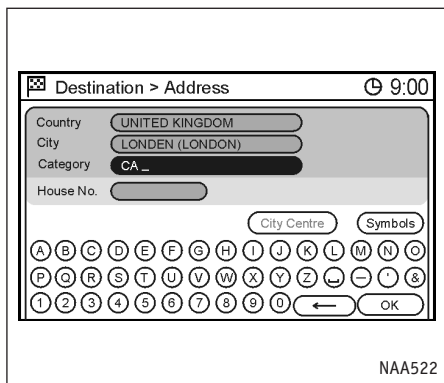 Destination > Address 9:00
Country UNITED KINGDOM
City LONDEN (LONDON)
Category CA _
House No.
City Centre Symbols
A B C D E F G H I J K L M N O
P Q R S T U V W X Y Z ␣ – ' &
1 2 3 4 5 6 7 8 9 0 ← OK
NAA522